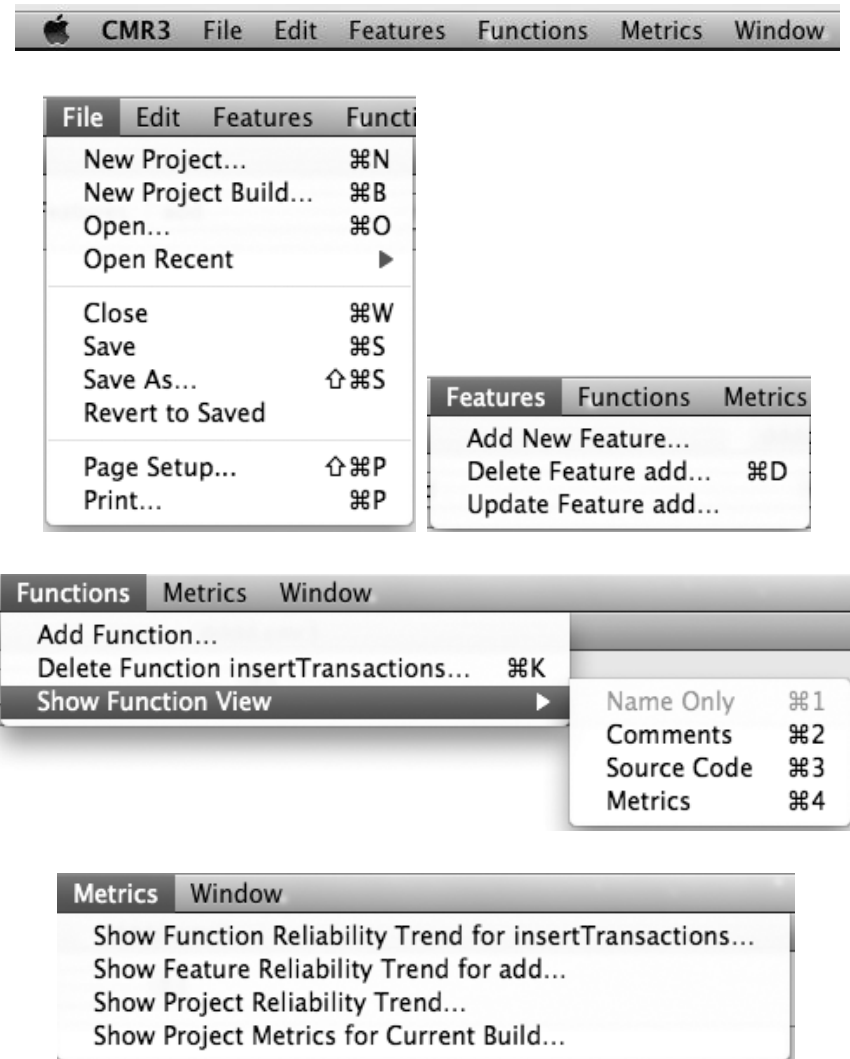 CMR3 File Edit Features Functions Metrics Window
File Edit Features Functi
New Project... ⌘N
New Project Build... ⌘B
Open... ⌘O
Open Recent ▶
Close ⌘W
Save ⌘S
Save As... ⇧⌘S
Revert to Saved
Page Setup... ⇧⌘P
Print... ⌘P
Features Functions Metrics
Add New Feature...
Delete Feature add... ⌘D
Update Feature add...
Functions Metrics Window
Add Function...
Delete Function insertTransactions... ⌘K
Show Function View ▶
Name Only ⌘1
Comments ⌘2
Source Code ⌘3
Metrics ⌘4
Metrics Window
Show Function Reliability Trend for insertTransactions...
Show Feature Reliability Trend for add...
Show Project Reliability Trend...
Show Project Metrics for Current Build...